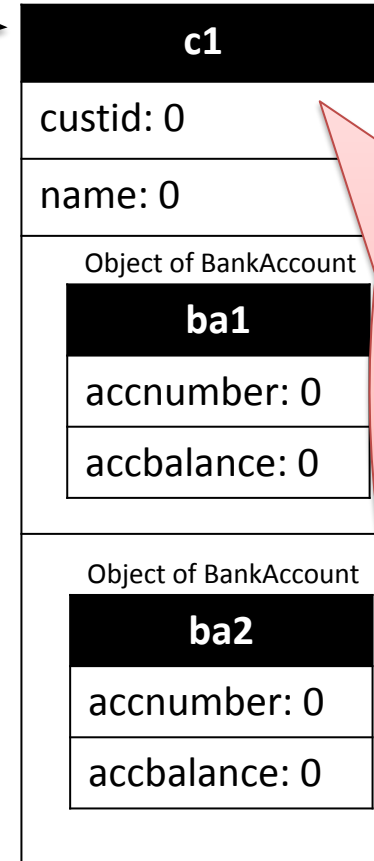 c1
custid: 0
name: 0
Object of BankAccount
ba1
accnumber: 0
accbalance: 0
Object of BankAccount
ba2
accnumber: 0
accbalance: 0